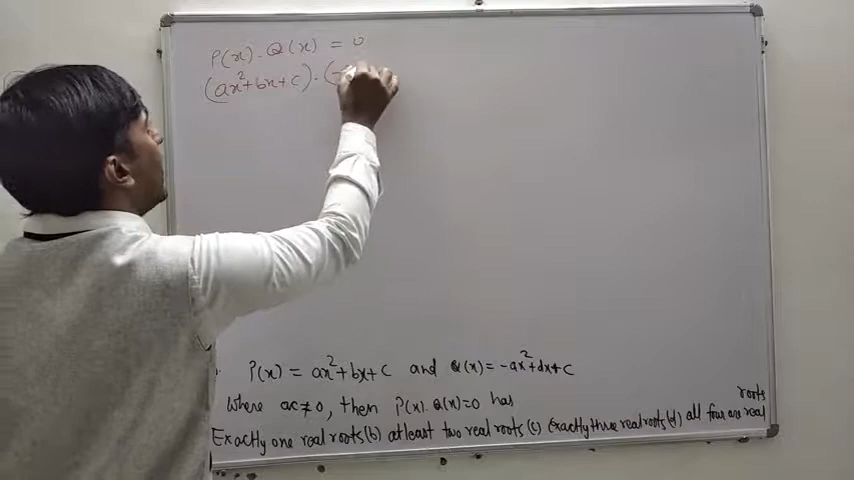 P(x) . Q(x) = 0
(ax²+bx+c) . (-
P(x) = ax²+bx+c and Q(x)= -ax²+dx+c
where ac≠0, then P(x). Q(x)=0 has
Exactly one real roots (b) atleast two real roots (c) Exactly three real roots (d) all four are real roots